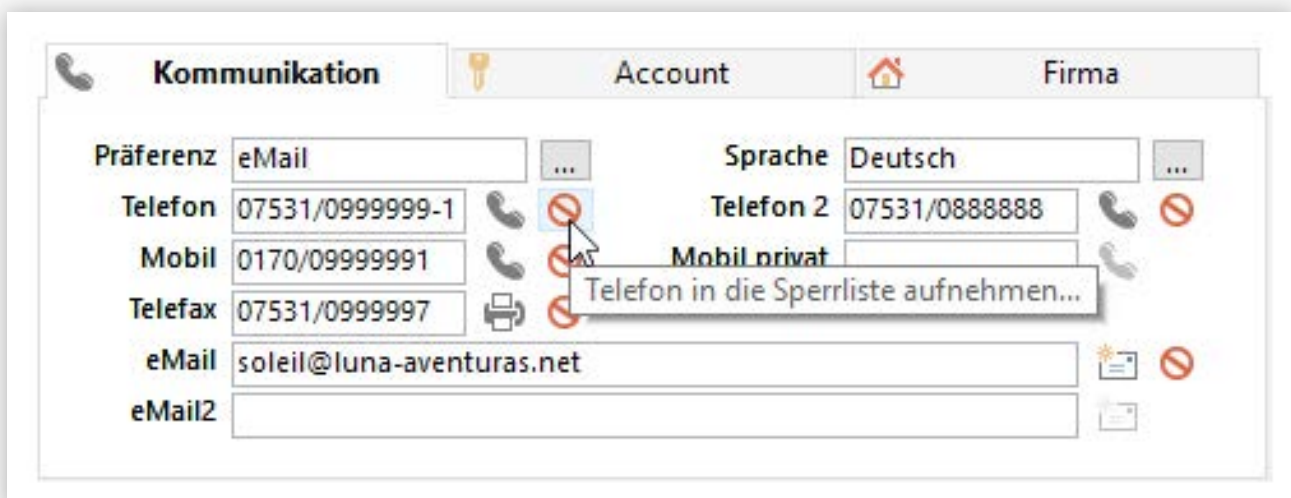 Kommunikation Account Firma
Präferenz eMail ... Sprache Deutsch ...
Telefon 07531/0999999-1 Telefon 2 07531/0888888
Mobil 0170/09999991 Mobil privat
Telefon in die Sperrliste aufnehmen...
Telefax 07531/0999997
eMail soleil@luna-aventuras.net
eMail2